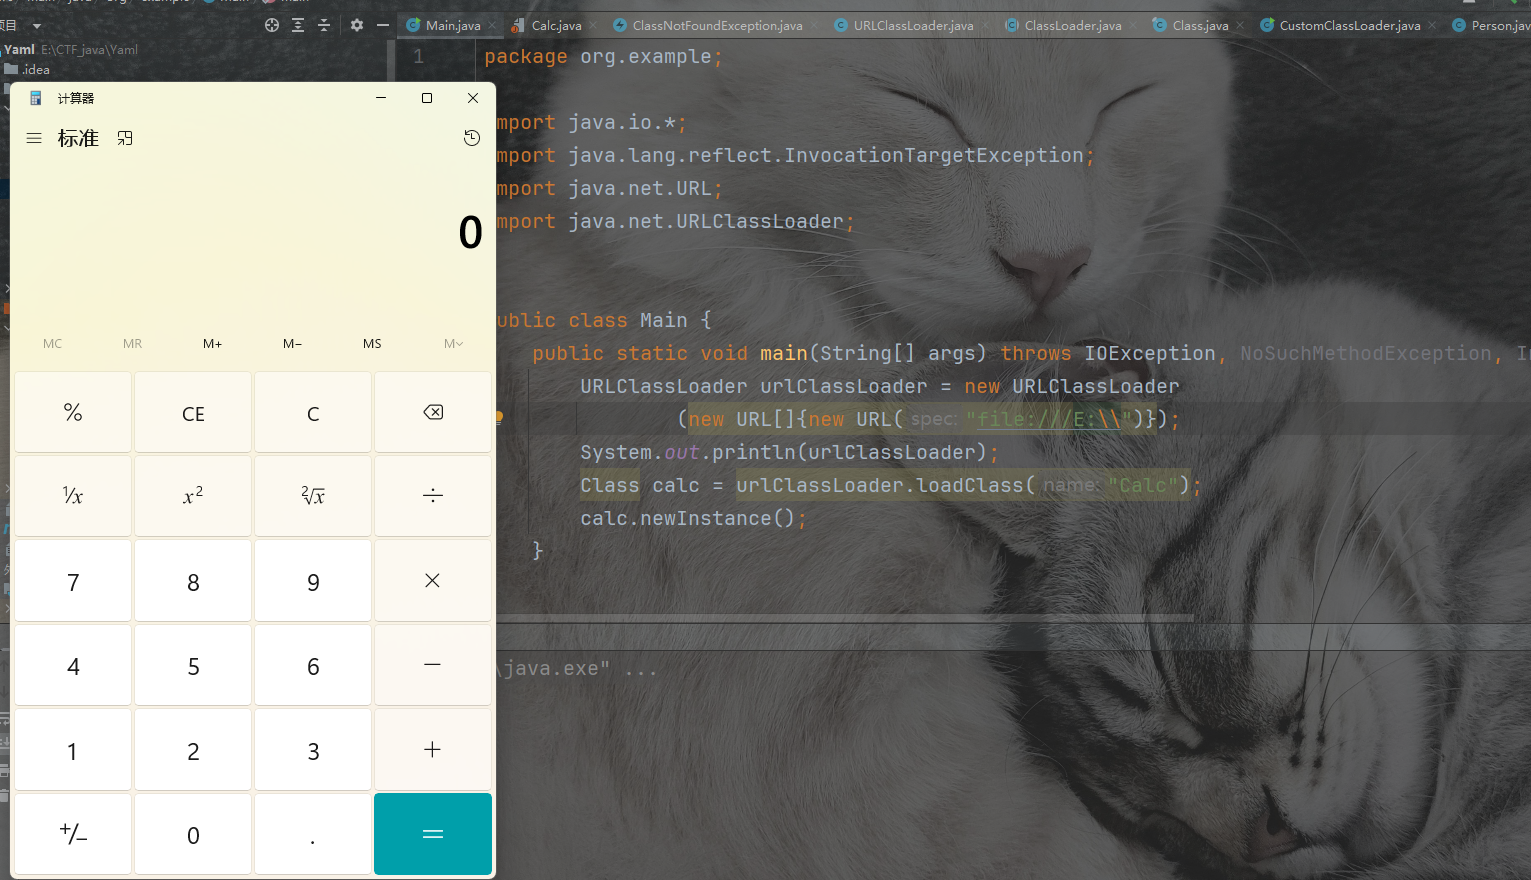 Main.java
Calc.java
ClassNotFoundException.java
URLClassLoader.java
ClassLoader.java
Class.java
CustomClassLoader.java
Person.jav
项目
Yaml E:\CTF_java\Yaml
.idea
计算器
标准
0
MC MR M+ M− MS M
% CE C
¹/x x² ²√x ÷
7 8 9 ×
4 5 6 −
1 2 3 +
+/− 0 . =
1 package org.example;
mport java.io.*;
mport java.lang.reflect.InvocationTargetException;
mport java.net.URL;
mport java.net.URLClassLoader;
ublic class Main {
public static void main(String[] args) throws IOException, NoSuchMethodException, I
URLClassLoader urlClassLoader = new URLClassLoader
(new URL[]{new URL( spec: "file:///E:\\")});
System.out.println(urlClassLoader);
Class calc = urlClassLoader.loadClass( name: "Calc");
calc.newInstance();
}
\java.exe" ...